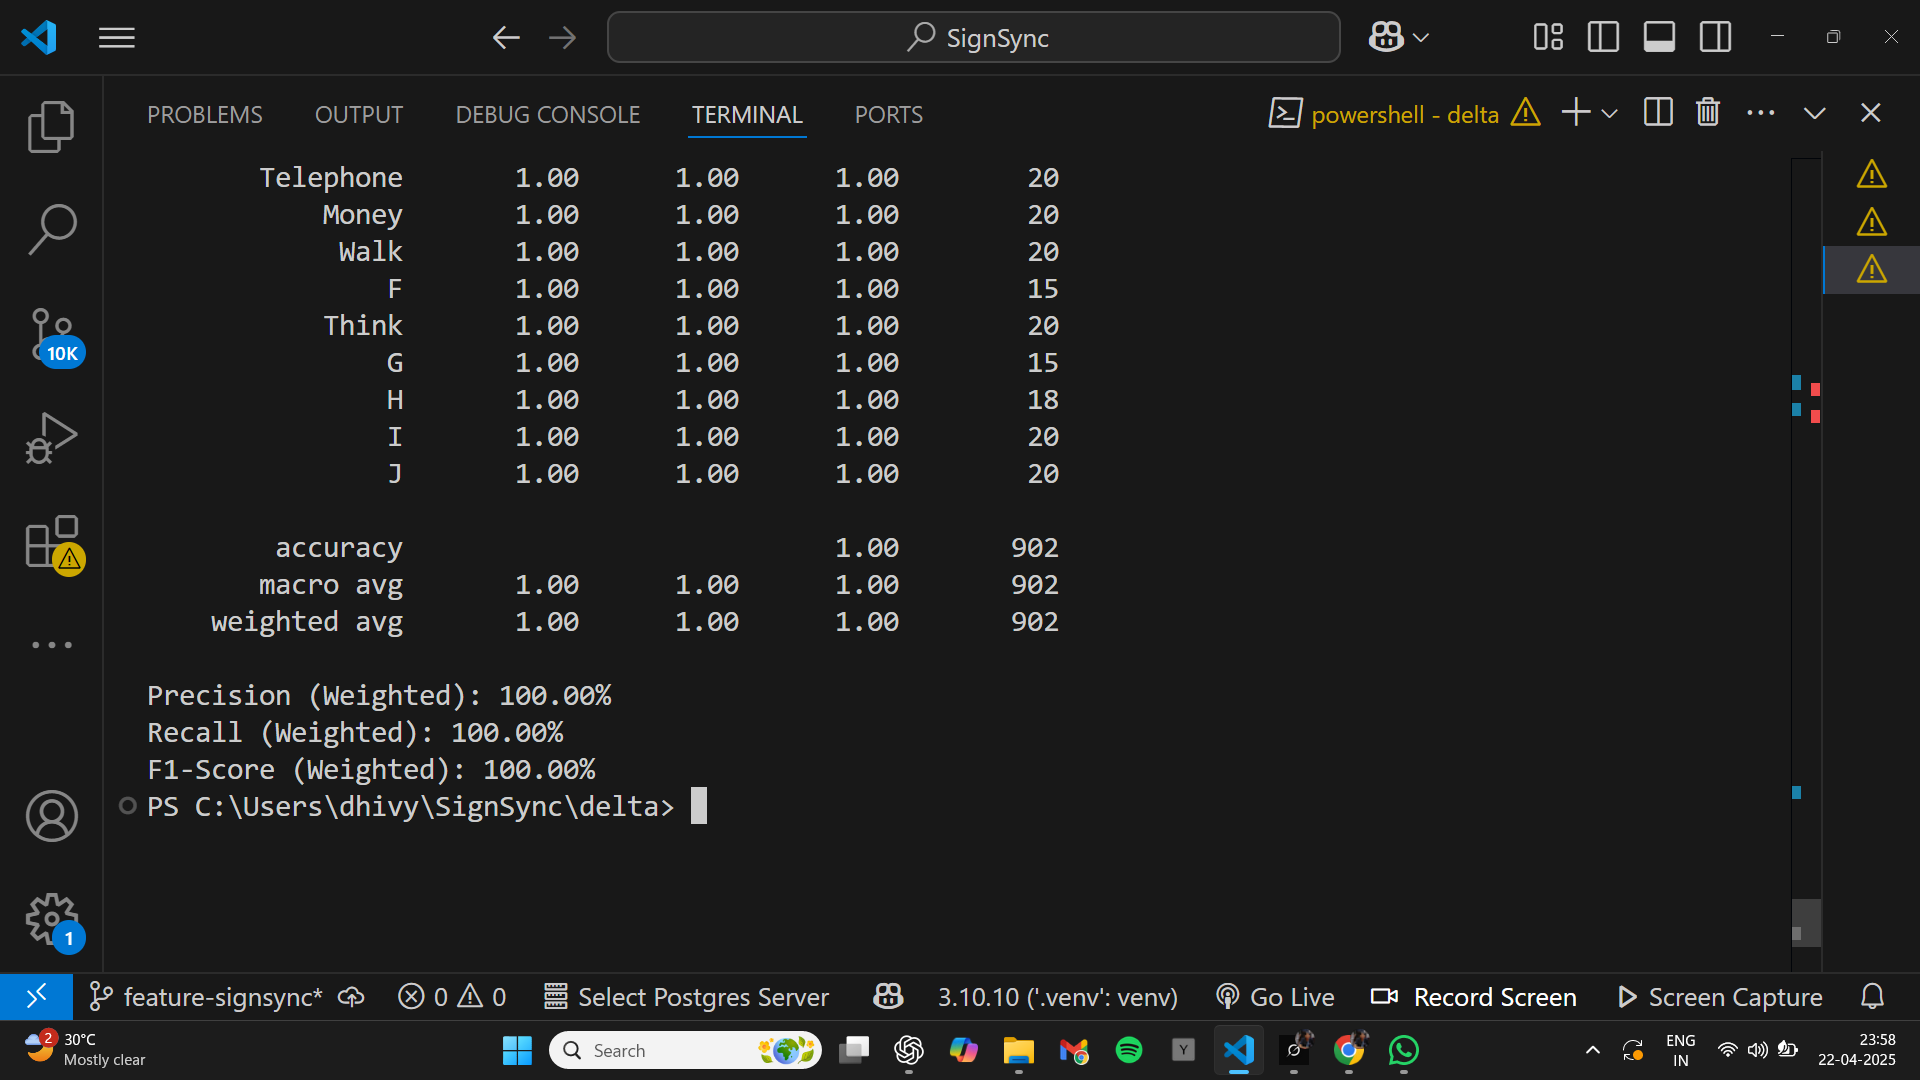 SignSync
PROBLEMS OUTPUT DEBUG CONSOLE TERMINAL PORTS powershell - delta
Telephone 1.00 1.00 1.00 20
Money 1.00 1.00 1.00 20
Walk 1.00 1.00 1.00 20
F 1.00 1.00 1.00 15
Think 1.00 1.00 1.00 20
G 1.00 1.00 1.00 15
H 1.00 1.00 1.00 18
I 1.00 1.00 1.00 20
J 1.00 1.00 1.00 20
accuracy 1.00 902
macro avg 1.00 1.00 1.00 902
weighted avg 1.00 1.00 1.00 902
Precision (Weighted): 100.00%
Recall (Weighted): 100.00%
F1-Score (Weighted): 100.00%
PS C:\Users\dhivy\SignSync\delta>
10K
1
feature-signsync* 0 0 Select Postgres Server 3.10.10 ('.venv': venv) Go Live Record Screen Screen Capture
2
30°C
Mostly clear
Search
Y
ENG
IN
23:58
22-04-2025